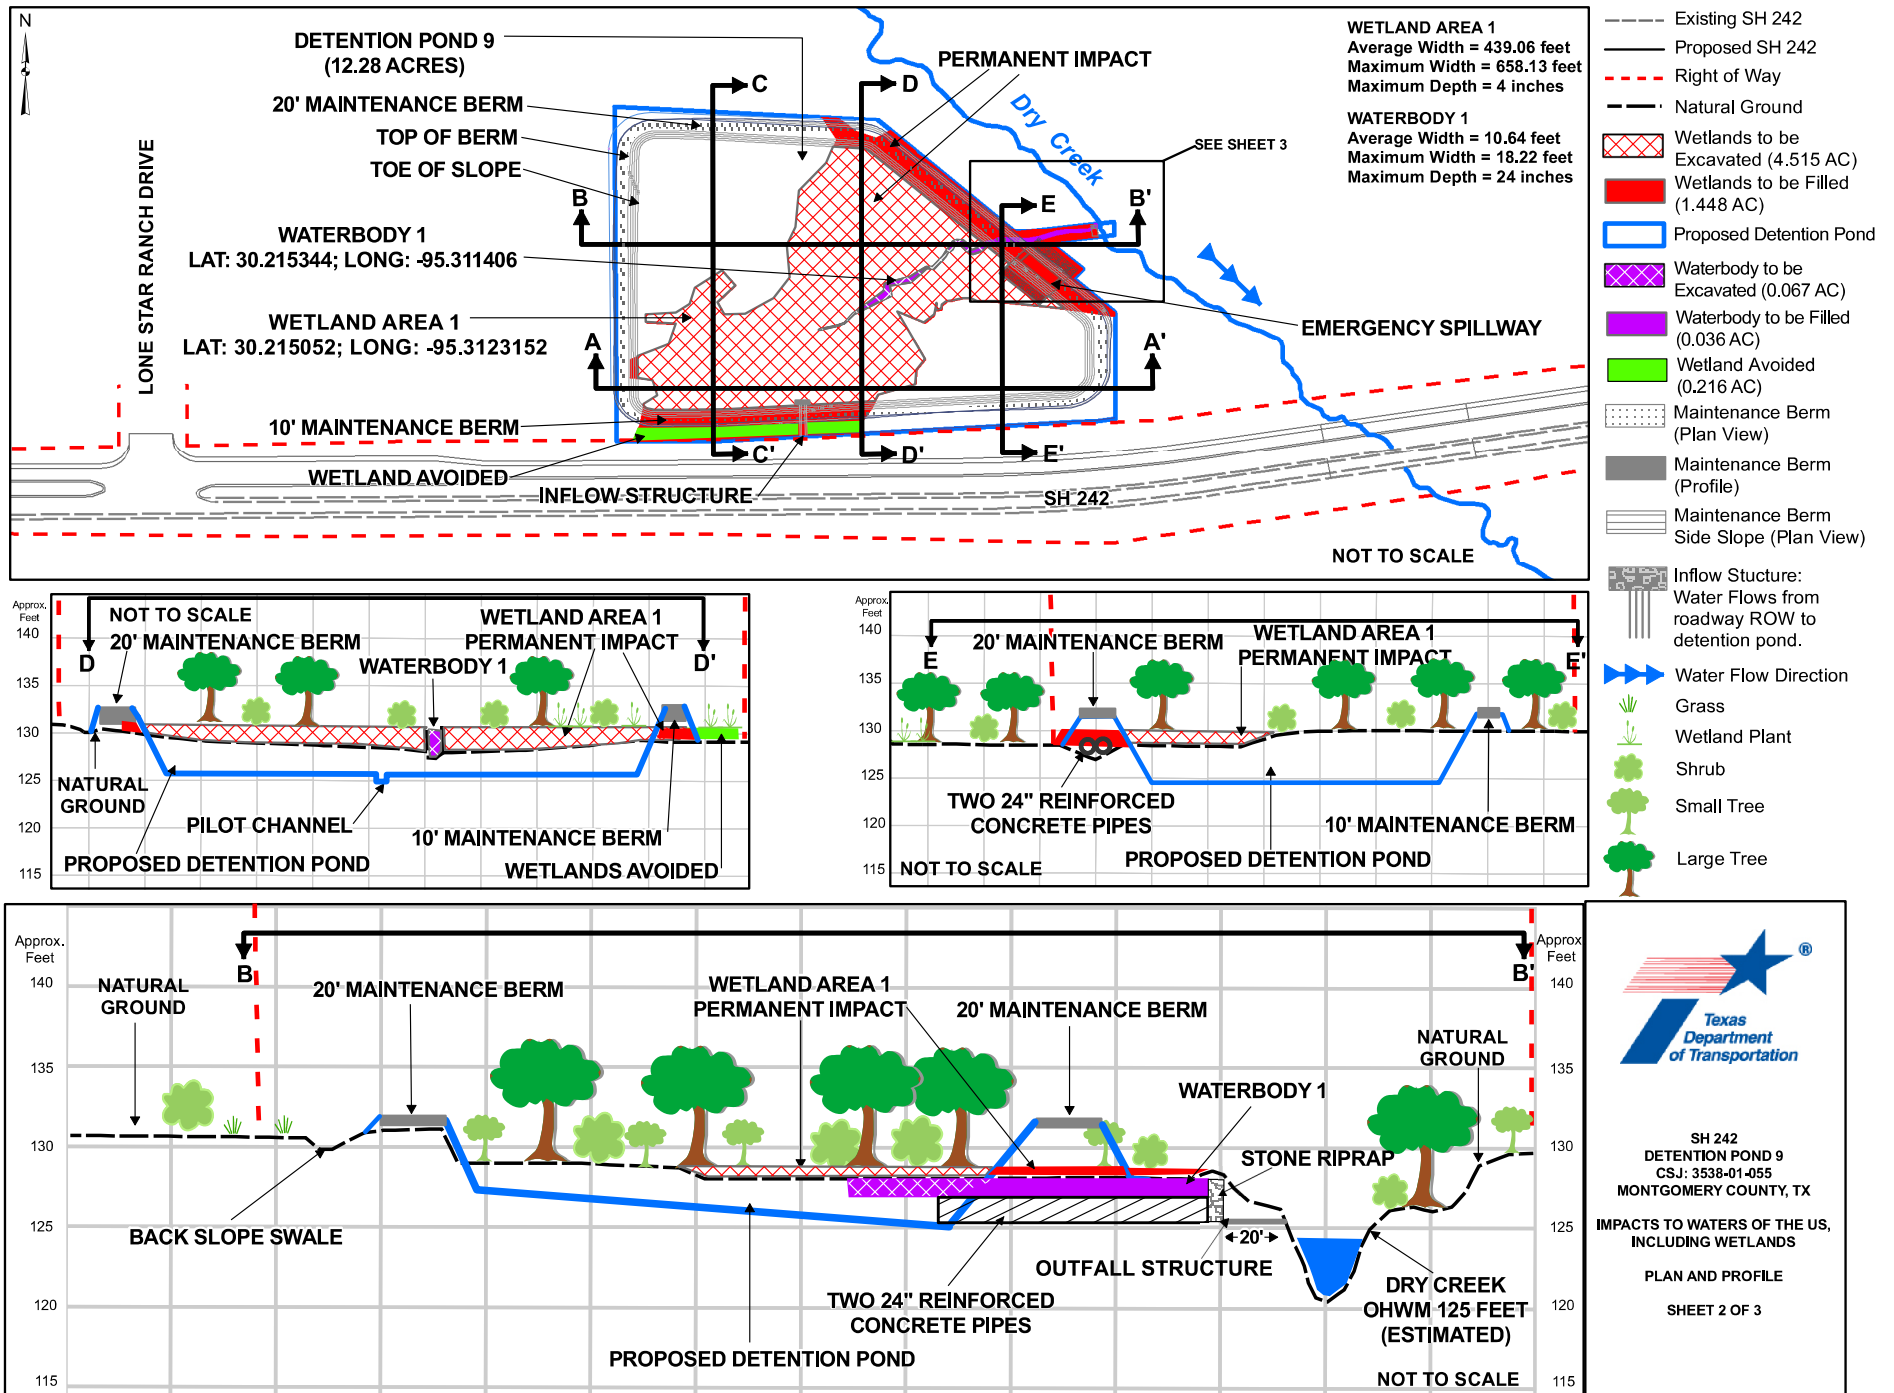 N
DETENTION POND 9
(12.28 ACRES)
20' MAINTENANCE BERM
TOP OF BERM
TOE OF SLOPE
LONE STAR RANCH DRIVE
WATERBODY 1
LAT: 30.215344; LONG: -95.311406
WETLAND AREA 1
LAT: 30.215052; LONG: -95.3123152
10' MAINTENANCE BERM
WETLAND AVOIDED
INFLOW STRUCTURE
SH 242
C
D
PERMANENT IMPACT
Dry Creek
SEE SHEET 3
B
E
B'
A
A'
EMERGENCY SPILLWAY
C'
D'
E'
NOT TO SCALE
WETLAND AREA 1
Average Width = 439.06 feet
Maximum Width = 658.13 feet
Maximum Depth = 4 inches
WATERBODY 1
Average Width = 10.64 feet
Maximum Width = 18.22 feet
Maximum Depth = 24 inches
Existing SH 242
Proposed SH 242
Right of Way
Natural Ground
Wetlands to be
Excavated (4.515 AC)
Wetlands to be Filled
(1.448 AC)
Proposed Detention Pond
Waterbody to be
Excavated (0.067 AC)
Waterbody to be Filled
(0.036 AC)
Wetland Avoided
(0.216 AC)
Maintenance Berm
(Plan View)
Maintenance Berm
(Profile)
Maintenance Berm
Side Slope (Plan View)
Inflow Stucture:
Water Flows from
roadway ROW to
detention pond.
Water Flow Direction
Grass
Wetland Plant
Shrub
Small Tree
Large Tree
Approx.
Feet
140
135
130
125
120
115
NOT TO SCALE
20' MAINTENANCE BERM
D
WETLAND AREA 1
PERMANENT IMPACT
WATERBODY 1
D'
NATURAL
GROUND
PILOT CHANNEL
10' MAINTENANCE BERM
PROPOSED DETENTION POND
WETLANDS AVOIDED
Approx.
Feet
140
135
130
125
120
115
20' MAINTENANCE BERM
E
WETLAND AREA 1
PERMANENT IMPACT
E'
TWO 24" REINFORCED
CONCRETE PIPES
10' MAINTENANCE BERM
PROPOSED DETENTION POND
NOT TO SCALE
Approx.
Feet
140
135
130
125
120
115
B
NATURAL
GROUND
20' MAINTENANCE BERM
WETLAND AREA 1
PERMANENT IMPACT
20' MAINTENANCE BERM
B'
NATURAL
GROUND
WATERBODY 1
STONE RIPRAP
BACK SLOPE SWALE
20'
OUTFALL STRUCTURE
TWO 24" REINFORCED
CONCRETE PIPES
DRY CREEK
OHWM 125 FEET
(ESTIMATED)
PROPOSED DETENTION POND
NOT TO SCALE
Approx
Feet
140
135
130
125
120
115
®
Texas
Department
of Transportation
SH 242
DETENTION POND 9
CSJ: 3538-01-055
MONTGOMERY COUNTY, TX
IMPACTS TO WATERS OF THE US,
INCLUDING WETLANDS
PLAN AND PROFILE
SHEET 2 OF 3